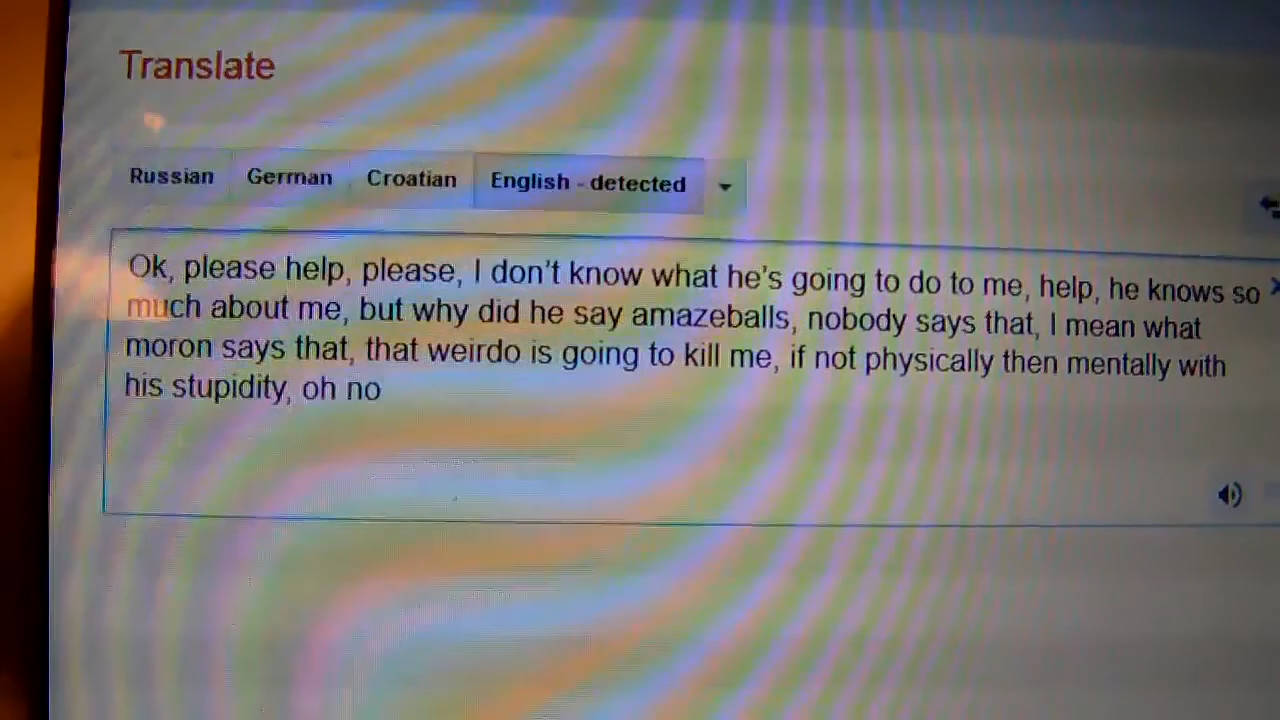 Translate
Russian German Croatian English - detected
Ok, please help, please, I don't know what he's going to do to me, help, he knows so
much about me, but why did he say amazeballs, nobody says that, I mean what
moron says that, that weirdo is going to kill me, if not physically then mentally with
his stupidity, oh no